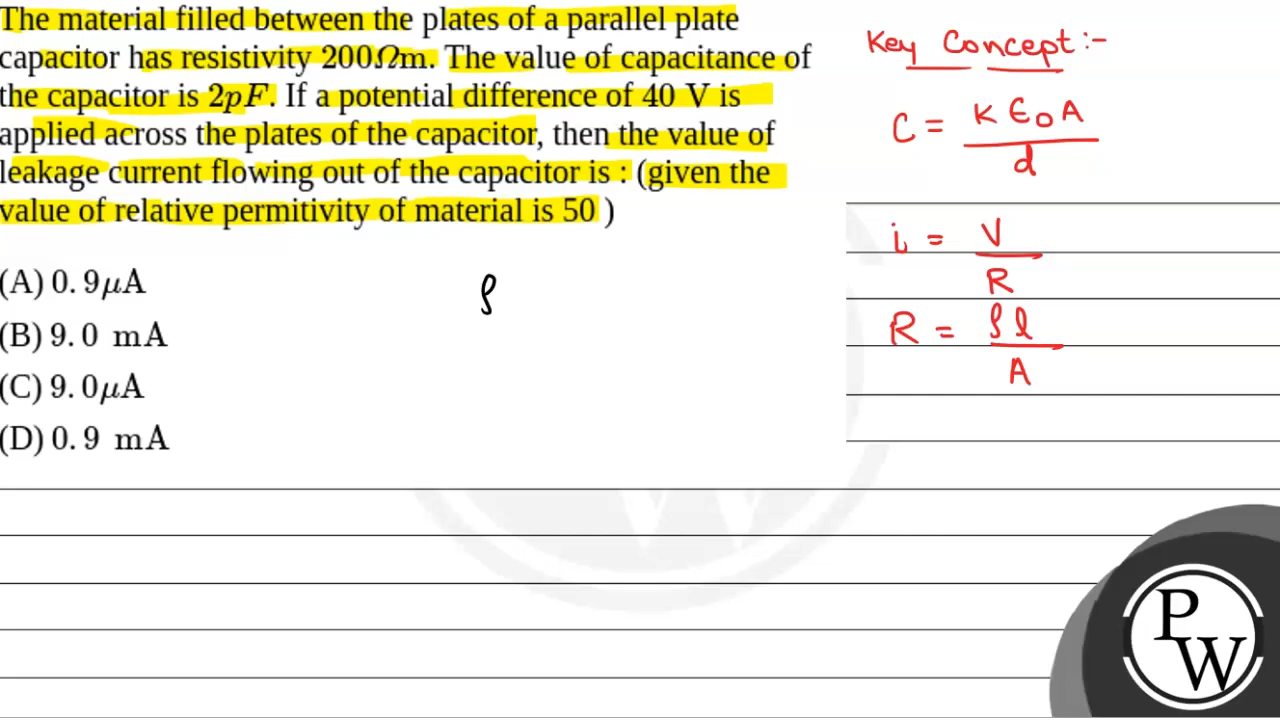 The material filled between the plates of a parallel plate
capacitor has resistivity 200Ωm. The value of capacitance of
the capacitor is 2pF. If a potential difference of 40 V is
applied across the plates of the capacitor, then the value of
leakage current flowing out of the capacitor is : (given the
value of relative permitivity of material is 50 )
(A) 0. 9μA
(B) 9. 0 mA
(C) 9. 0μA
(D) 0. 9 mA
ρ
Key Concept :-
C = K ϵ₀ A / d
i = V / R
R = ρ l / A
P
W